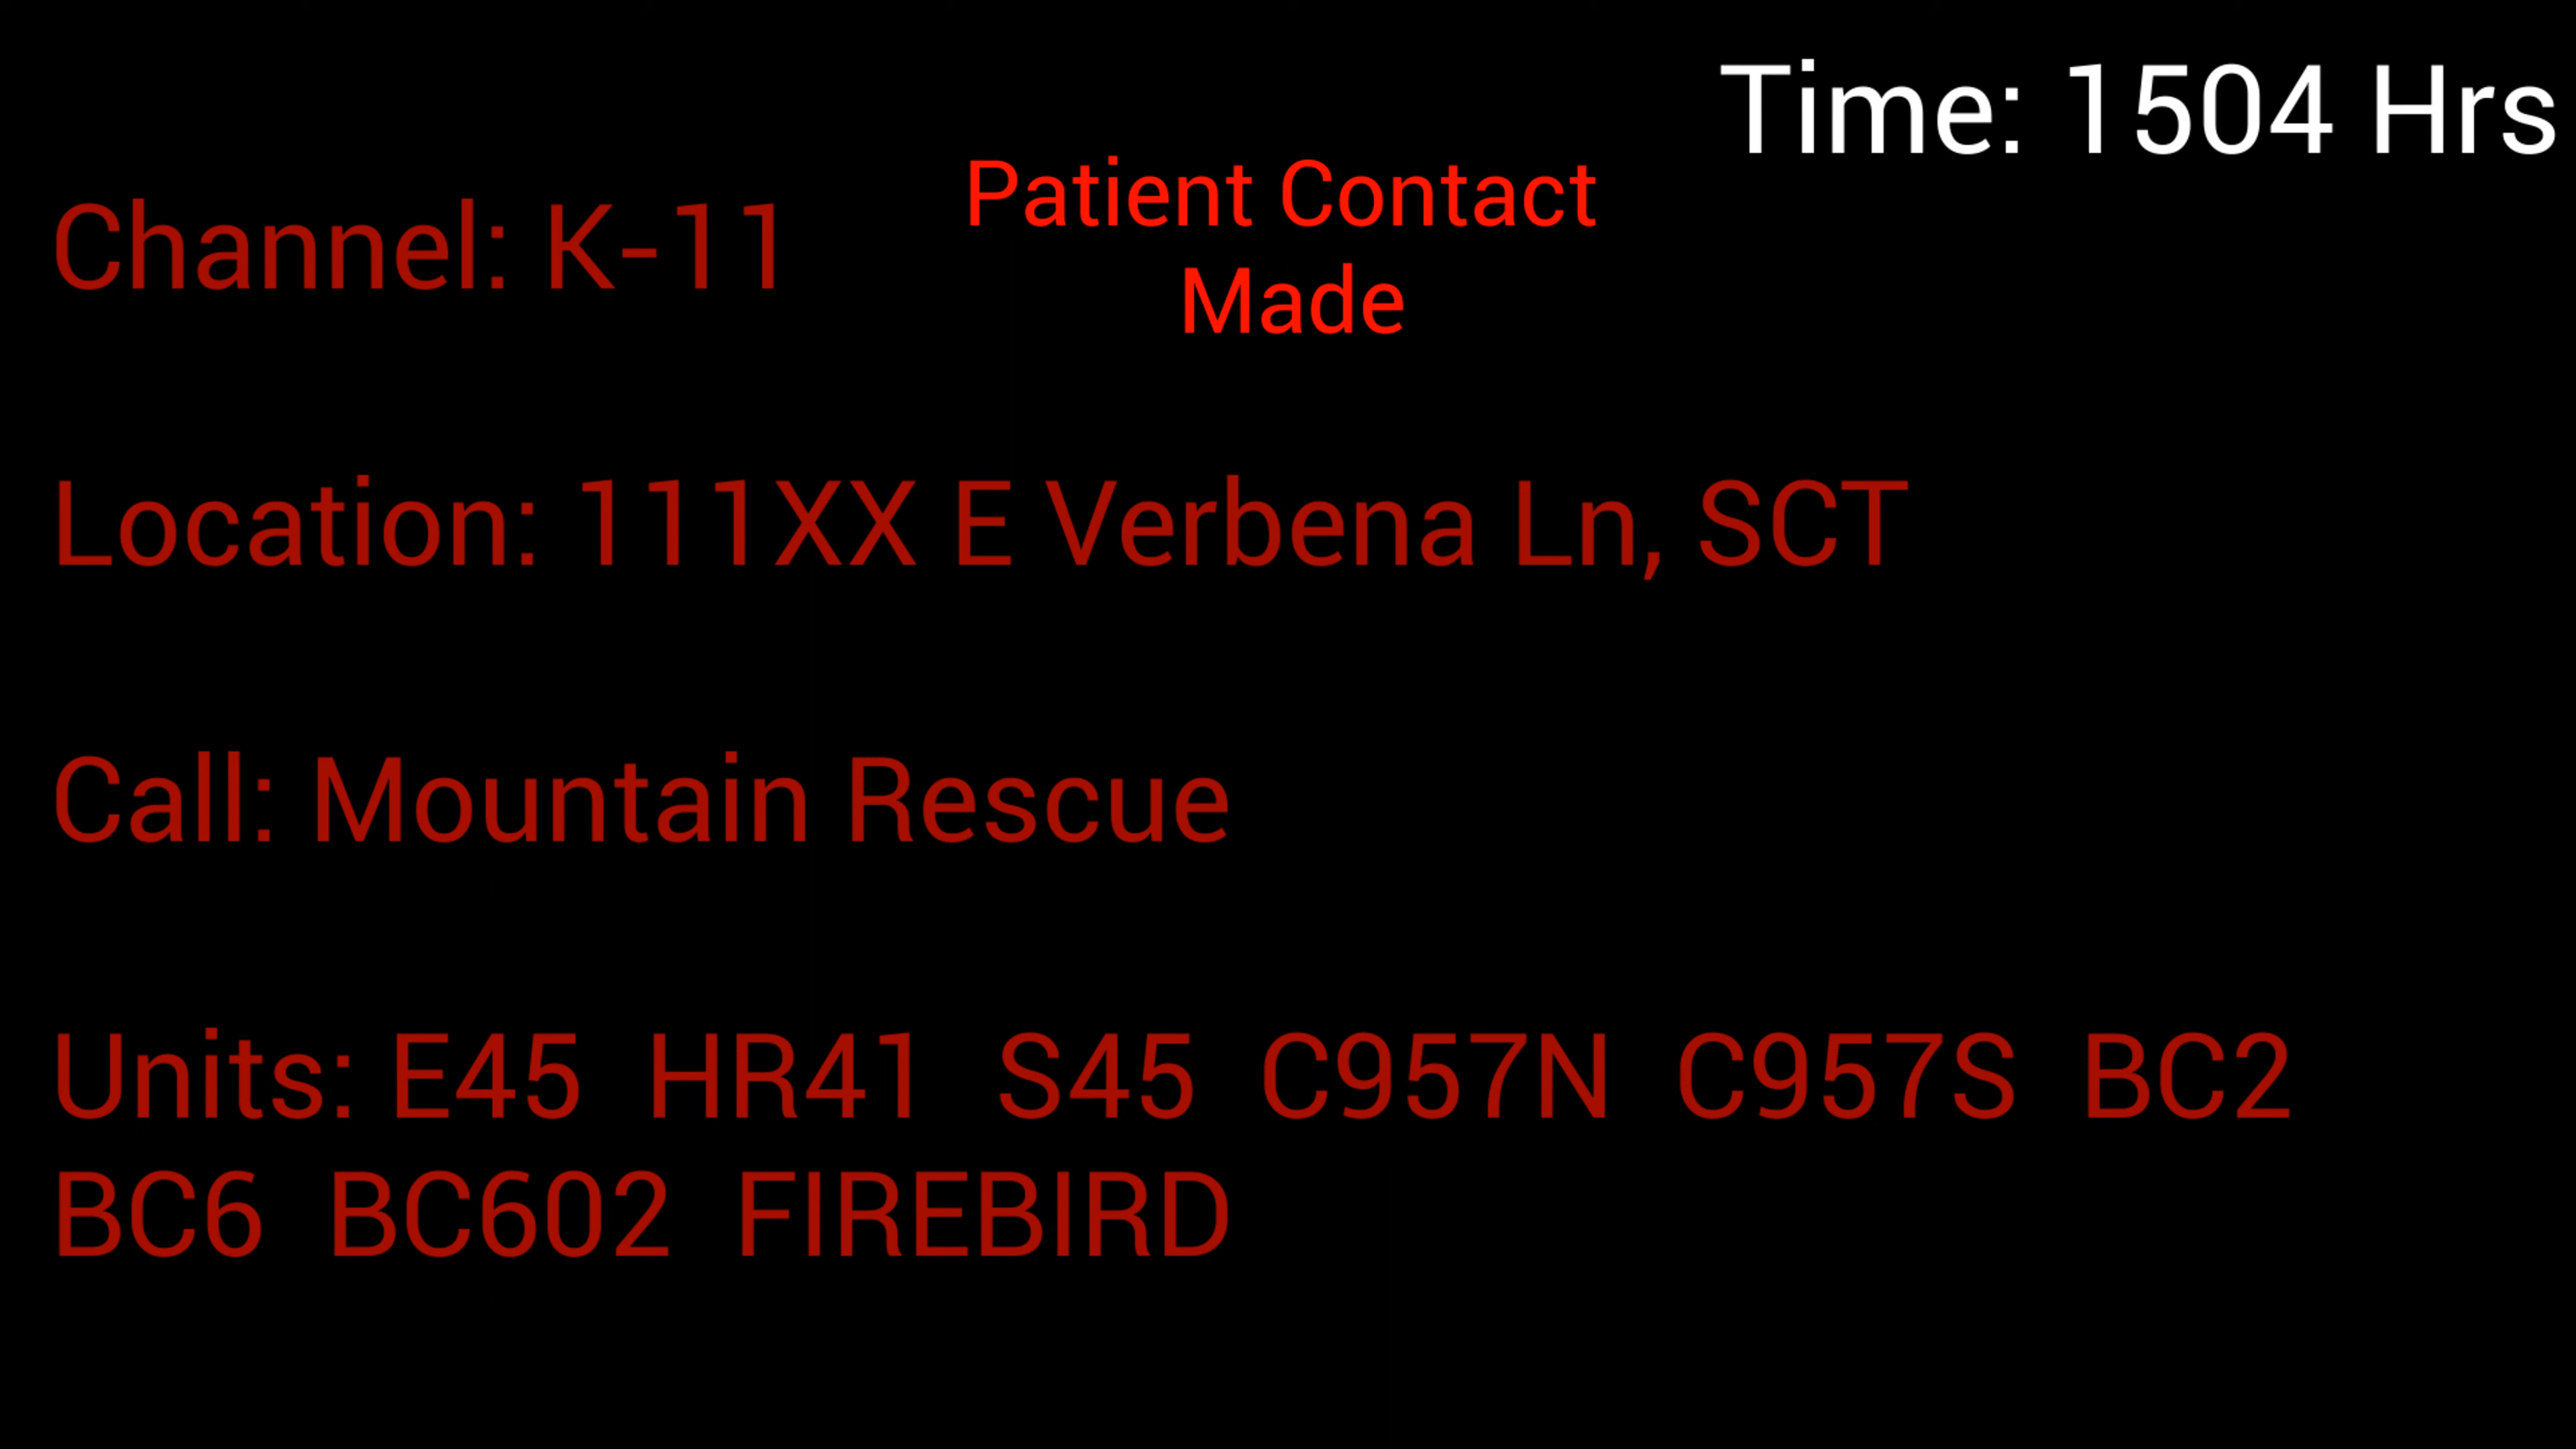 Time: 1504 Hrs
Patient Contact
Made
Channel: K-11
Location: 111XX E Verbena Ln, SCT
Call: Mountain Rescue
Units: E45 HR41 S45 C957N C957S BC2
BC6 BC602 FIREBIRD